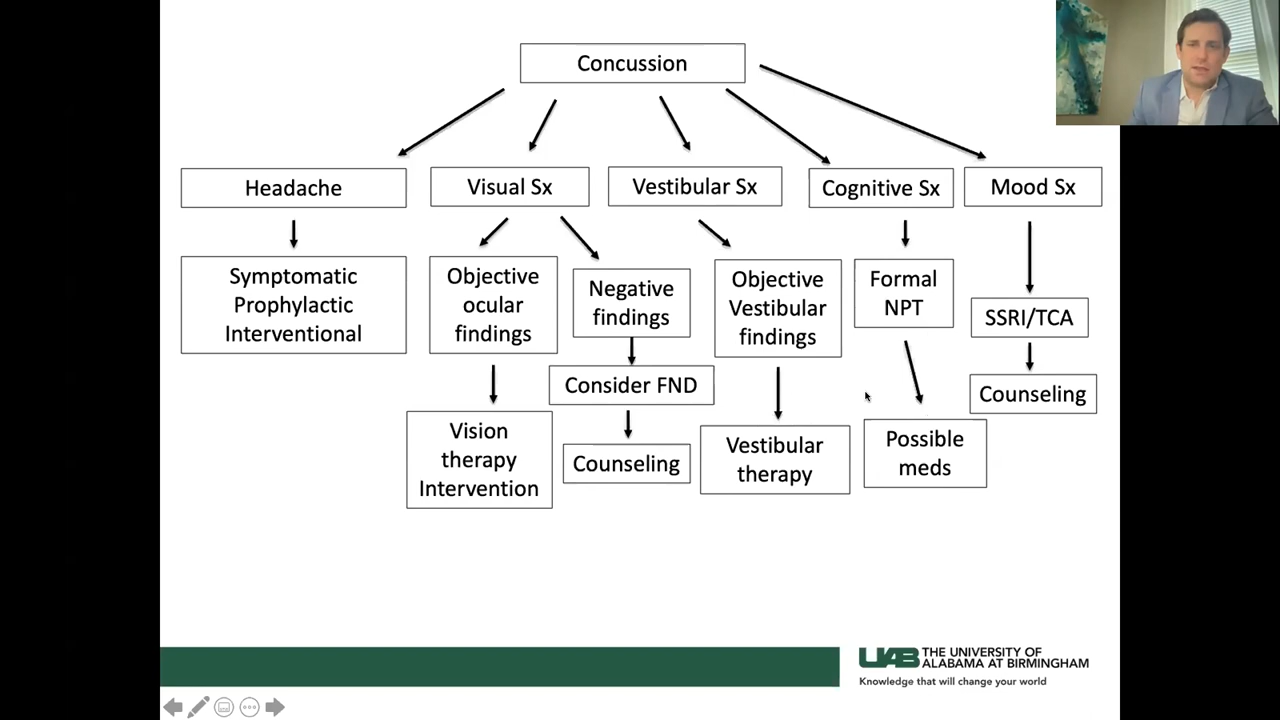 Concussion
Headache
Visual Sx
Vestibular Sx
Cognitive Sx
Mood Sx
Symptomatic
Prophylactic
Interventional
Objective
ocular
findings
Negative
findings
Objective
Vestibular
findings
Formal
NPT
SSRI/TCA
Consider FND
Counseling
Vision
therapy
Intervention
Counseling
Vestibular
therapy
Possible
meds
UAB THE UNIVERSITY OF
ALABAMA AT BIRMINGHAM
Knowledge that will change your world